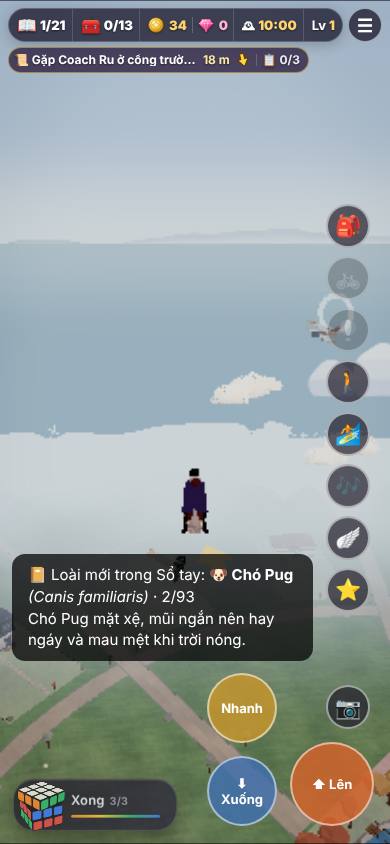 1/21 0/13 34 0 10:00 Lv 1
Gặp Coach Ru ở cổng trườ... 18 m 0/3
Loài mới trong Sổ tay: Chó Pug
(Canis familiaris) · 2/93
Chó Pug mặt xệ, mũi ngắn nên hay
ngáy và mau mệt khi trời nóng.
Nhanh
Xuống
Lên
Xong 3/3